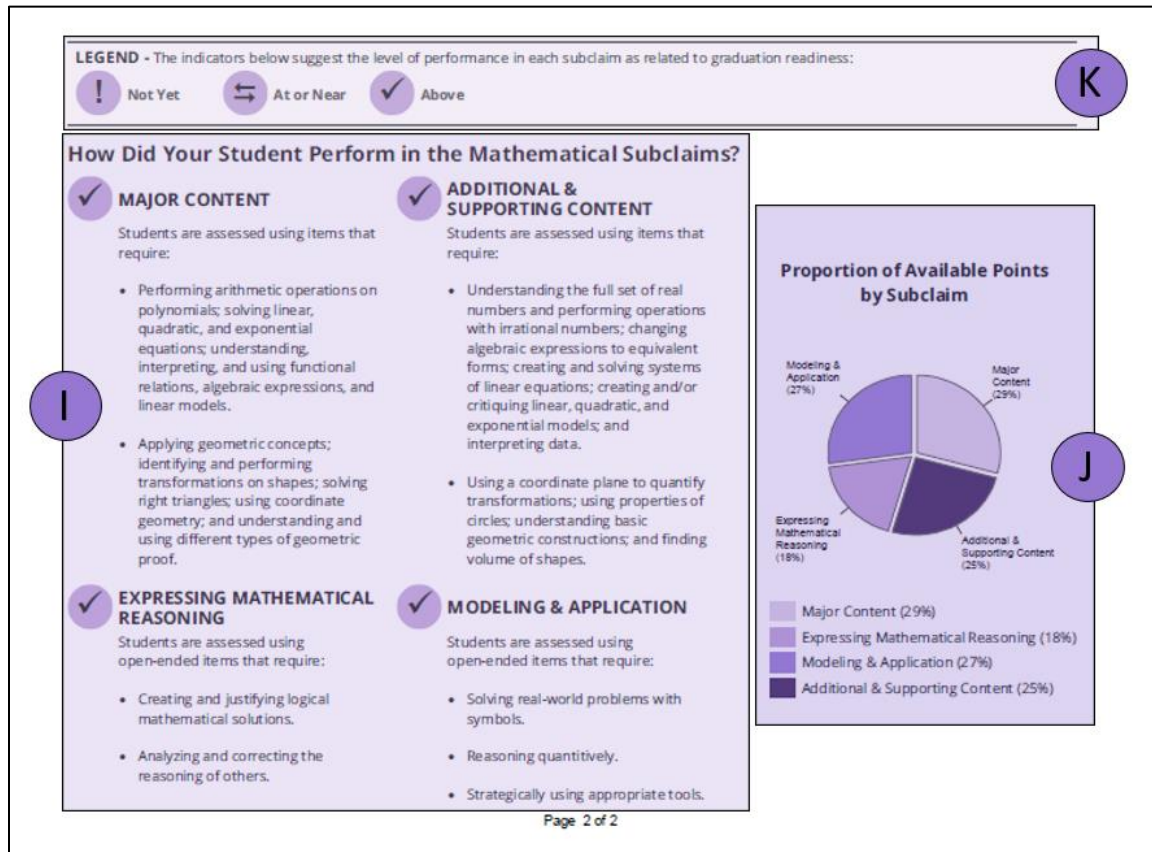 LEGEND - The indicators below suggest the level of performance in each subclaim as related to graduation readiness:
! Not Yet
At or Near
Above
K
How Did Your Student Perform in the Mathematical Subclaims?
MAJOR CONTENT
Students are assessed using items that
require:
• Performing arithmetic operations on
polynomials; solving linear,
quadratic, and exponential
equations; understanding,
interpreting, and using functional
relations, algebraic expressions, and
linear models.
• Applying geometric concepts;
identifying and performing
transformations on shapes; solving
right triangles; using coordinate
geometry; and understanding and
using different types of geometric
proof.
ADDITIONAL &
SUPPORTING CONTENT
Students are assessed using items that
require:
• Understanding the full set of real
numbers and performing operations
with irrational numbers; changing
algebraic expressions to equivalent
forms; creating and solving systems
of linear equations; creating and/or
critiquing linear, quadratic, and
exponential models; and
interpreting data.
• Using a coordinate plane to quantify
transformations; using properties of
circles; understanding basic
geometric constructions; and finding
volume of shapes.
I
EXPRESSING MATHEMATICAL
REASONING
Students are assessed using
open-ended items that require:
• Creating and justifying logical
mathematical solutions.
• Analyzing and correcting the
reasoning of others.
MODELING & APPLICATION
Students are assessed using
open-ended items that require:
• Solving real-world problems with
symbols.
• Reasoning quantitively.
• Strategically using appropriate tools.
Proportion of Available Points
by Subclaim
Modeling &
Application
(27%)
Major
Content
(29%)
Expressing
Mathematical
Reasoning
(18%)
Additional &
Supporting Content
(25%)
J
Major Content (29%)
Expressing Mathematical Reasoning (18%)
Modeling & Application (27%)
Additional & Supporting Content (25%)
Page 2 of 2